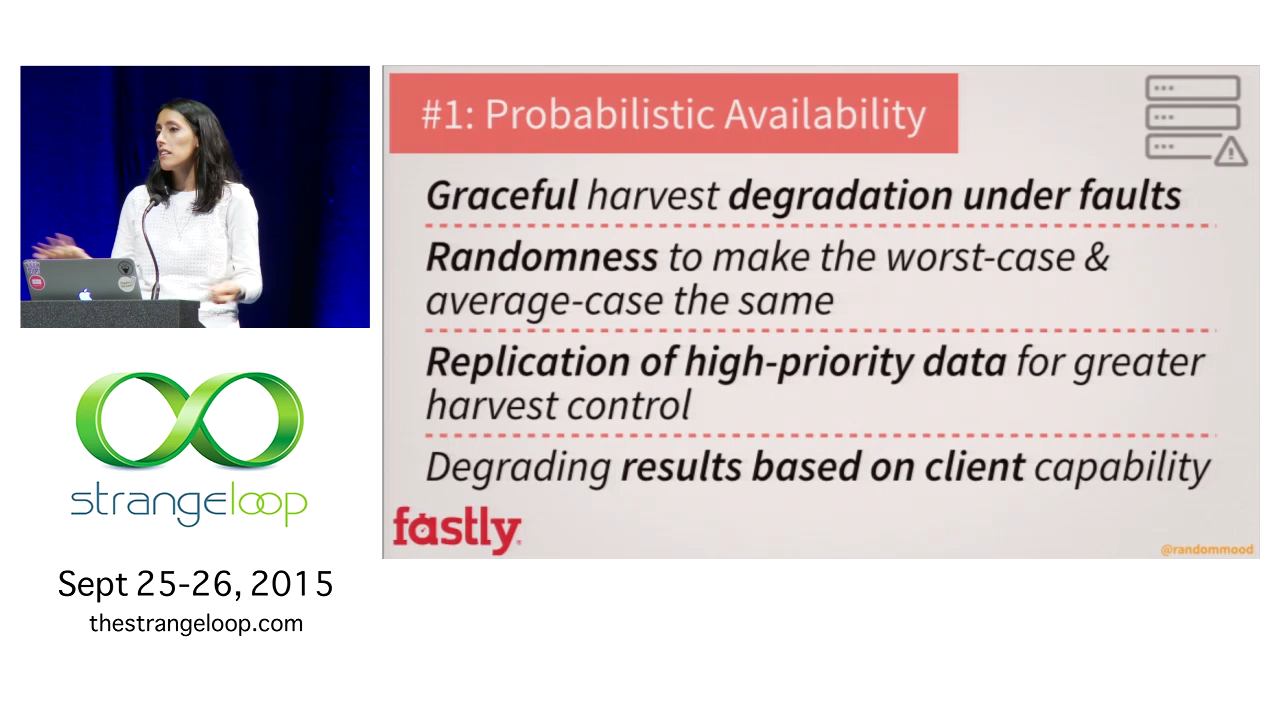 #1: Probabilistic Availability
Graceful harvest degradation under faults
Randomness to make the worst-case &
average-case the same
Replication of high-priority data for greater
harvest control
Degrading results based on client capability
fastly
@randommood
strangeloop
Sept 25-26, 2015
thestrangeloop.com